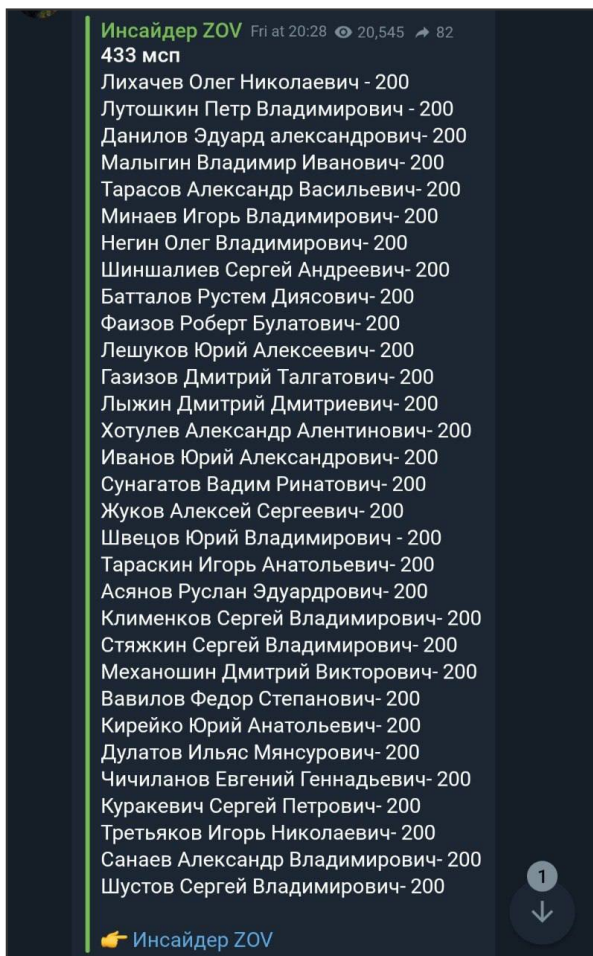 Инсайдер ZOV Fri at 20:28 20,545 82
433 мсп
Лихачев Олег Николаевич - 200
Лутошкин Петр Владимирович - 200
Данилов Эдуард александрович- 200
Малыгин Владимир Иванович- 200
Тарасов Александр Васильевич- 200
Минаев Игорь Владимирович- 200
Негин Олег Владимирович- 200
Шиншалиев Сергей Андреевич- 200
Батталов Рустем Диясович- 200
Фаизов Роберт Булатович- 200
Лешуков Юрий Алексеевич- 200
Газизов Дмитрий Талгатович- 200
Лыжин Дмитрий Дмитриевич- 200
Хотулев Александр Алентинович- 200
Иванов Юрий Александрович- 200
Сунагатов Вадим Ринатович- 200
Жуков Алексей Сергеевич- 200
Швецов Юрий Владимирович - 200
Тараскин Игорь Анатольевич- 200
Асянов Руслан Эдуардрович- 200
Клименков Сергей Владимирович- 200
Стяжкин Сергей Владимирович- 200
Механошин Дмитрий Викторович- 200
Вавилов Федор Степанович- 200
Кирейко Юрий Анатольевич- 200
Дулатов Ильяс Мянсурович- 200
Чичиланов Евгений Геннадьевич- 200
Куракевич Сергей Петрович- 200
Третьяков Игорь Николаевич- 200
Санаев Александр Владимирович- 200
Шустов Сергей Владимирович- 200
1
👉 Инсайдер ZOV